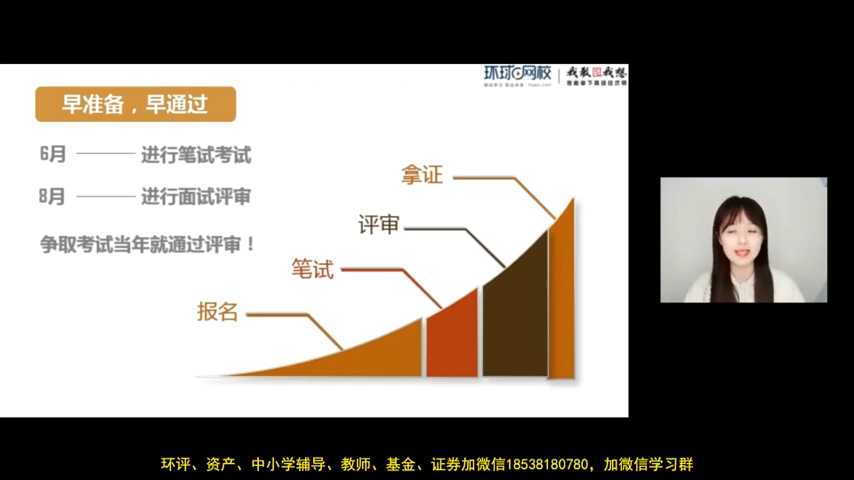 环球网校
我敢我想
早准备，早通过
6月 进行笔试考试
8月 进行面试评审
争取考试当年就通过评审！
拿证
评审
笔试
报名
环评、资产、中小学辅导、教师、基金、证券加微信18538180780，加微信学习群